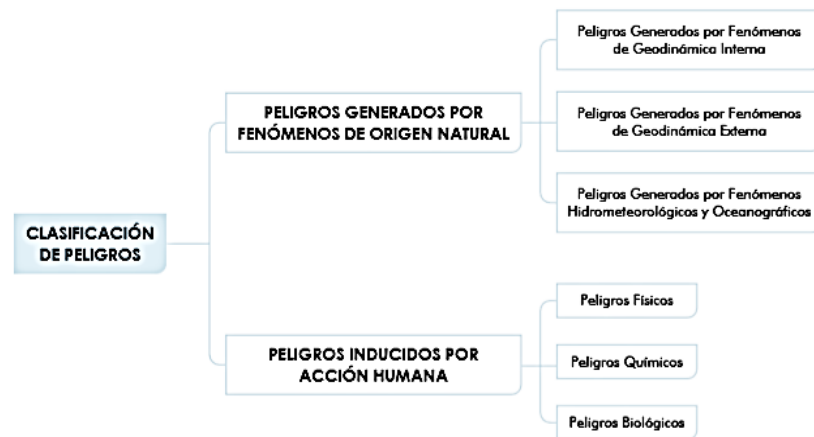 CLASIFICACIÓN
DE PELIGROS
PELIGROS GENERADOS POR
FENÓMENOS DE ORIGEN NATURAL
Peligros Generados por Fenómenos
de Geodinámica Interna
Peligros Generados por Fenómenos
de Geodinámica Externa
Peligros Generados por Fenómenos
Hidrometeorológicos y Oceanográficos
PELIGROS INDUCIDOS POR
ACCIÓN HUMANA
Peligros Físicos
Peligros Químicos
Peligros Biológicos